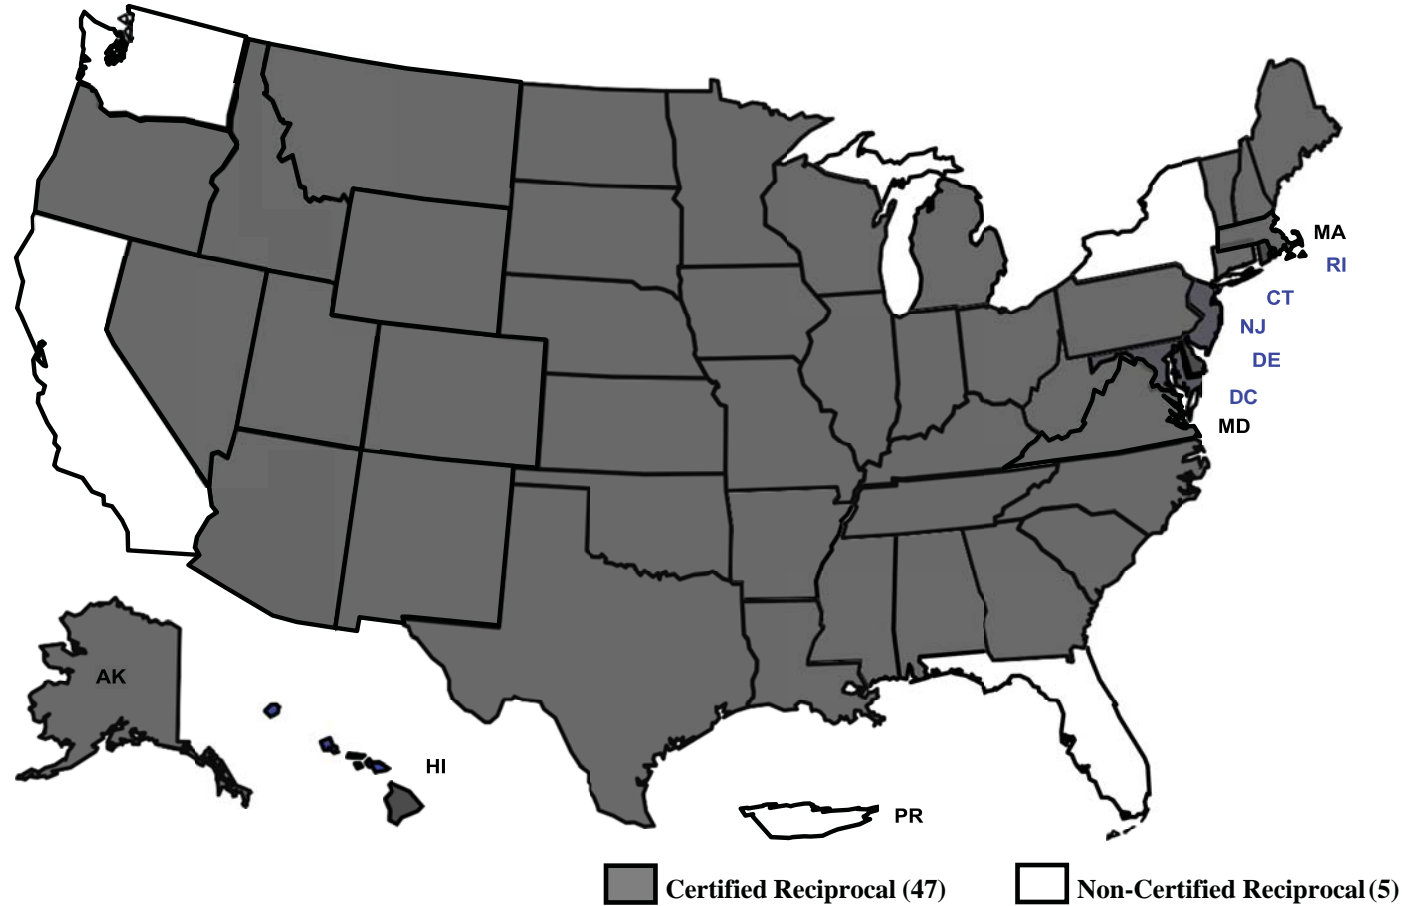 MA
RI
CT
NJ
DE
DC
MD
AK
HI
PR
Certified Reciprocal (47)
Non-Certified Reciprocal (5)